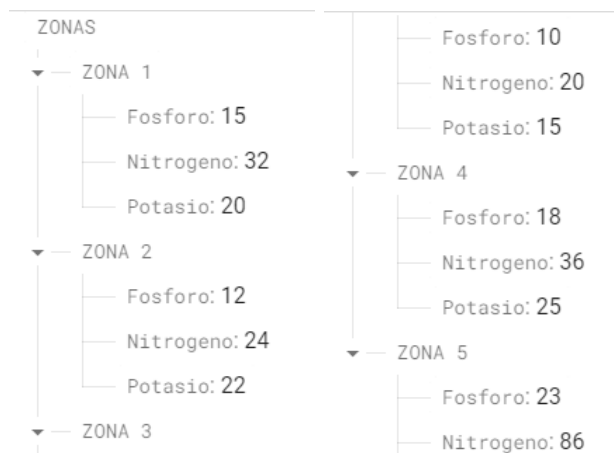 ZONAS
ZONA 1
Fosforo: 15
Nitrogeno: 32
Potasio: 20
ZONA 2
Fosforo: 12
Nitrogeno: 24
Potasio: 22
ZONA 3
Fosforo: 10
Nitrogeno: 20
Potasio: 15
ZONA 4
Fosforo: 18
Nitrogeno: 36
Potasio: 25
ZONA 5
Fosforo: 23
Nitrogeno: 86